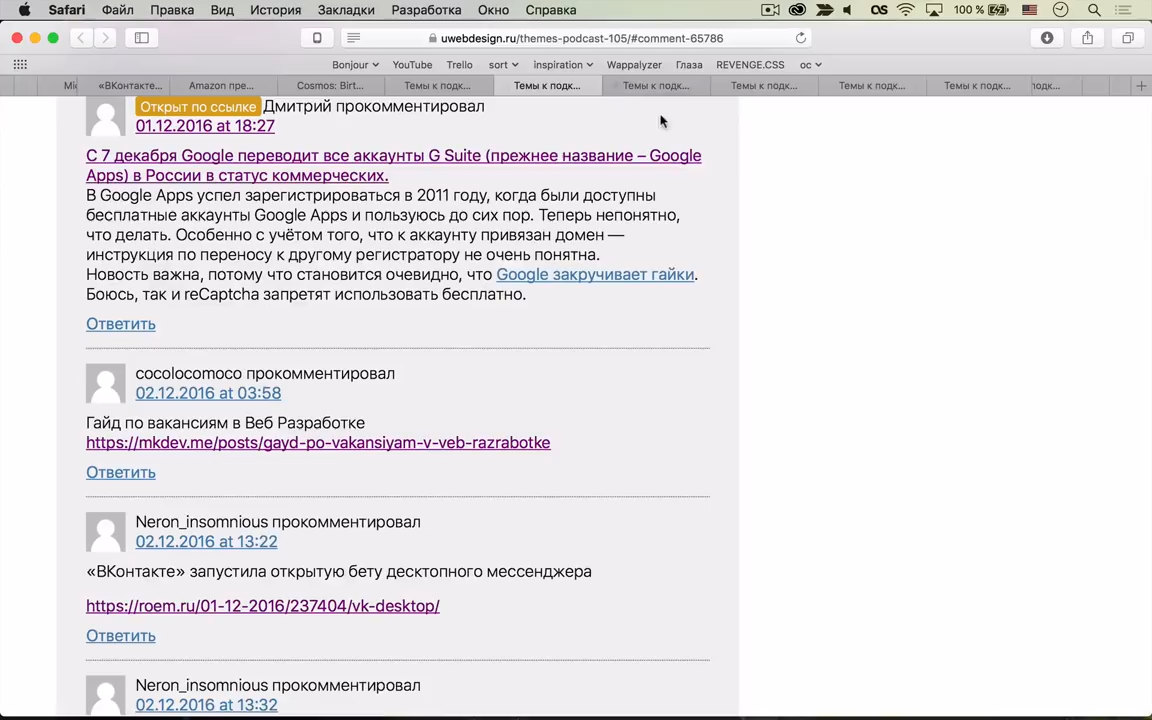 Safari Файл Правка Вид История Закладки Разработка Окно Справка 100 %
uwebdesign.ru/themes-podcast-105/#comment-65786
Bonjour YouTube Trello sort inspiration Wappalyzer Глаза REVENGE.CSS ос
«ВКонтакте... Amazon пре... Cosmos: Birt... Темы к подк... Темы к подк... Темы к подк... Темы к подк... Темы к подк... Темы к подк...
Открыт по ссылке Дмитрий прокомментировал
01.12.2016 at 18:27
С 7 декабря Google переводит все аккаунты G Suite (прежнее название – Google
Apps) в России в статус коммерческих.
В Google Apps успел зарегистрироваться в 2011 году, когда были доступны
бесплатные аккаунты Google Apps и пользуюсь до сих пор. Теперь непонятно,
что делать. Особенно с учётом того, что к аккаунту привязан домен —
инструкция по переносу к другому регистратору не очень понятна.
Новость важна, потому что становится очевидно, что Google закручивает гайки.
Боюсь, так и reCaptcha запретят использовать бесплатно.
Ответить
cocolocomoco прокомментировал
02.12.2016 at 03:58
Гайд по вакансиям в Веб Разработке
https://mkdev.me/posts/gayd-po-vakansiyam-v-veb-razrabotke
Ответить
Neron_insomnious прокомментировал
02.12.2016 at 13:22
«ВКонтакте» запустила открытую бету десктопного мессенджера
https://roem.ru/01-12-2016/237404/vk-desktop/
Ответить
Neron_insomnious прокомментировал
02.12.2016 at 13:32